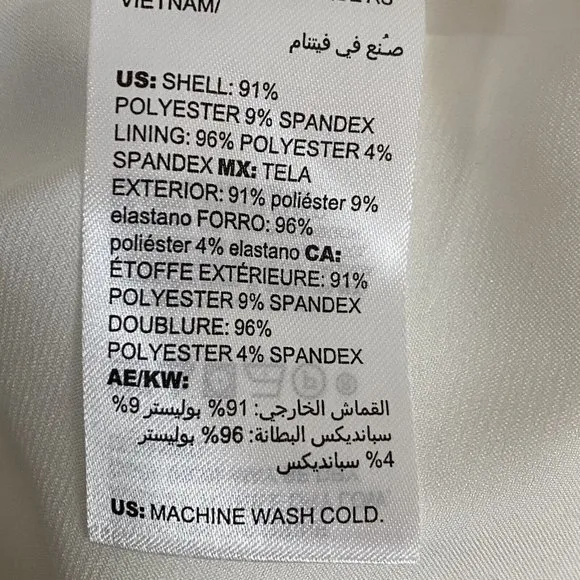 VIETNAM/
صُنع في فيتنام
US: SHELL: 91%
POLYESTER 9% SPANDEX
LINING: 96% POLYESTER 4%
SPANDEX MX: TELA
EXTERIOR: 91% poliéster 9%
elastano FORRO: 96%
poliéster 4% elastano CA:
ÉTOFFE EXTÉRIEURE: 91%
POLYESTER 9% SPANDEX
DOUBLURE: 96%
POLYESTER 4% SPANDEX
AE/KW:
القماش الخارجي: 91% بوليستر 9%
سبانديكس البطانة: 96% بوليستر
4% سبانديكس
US: MACHINE WASH COLD.